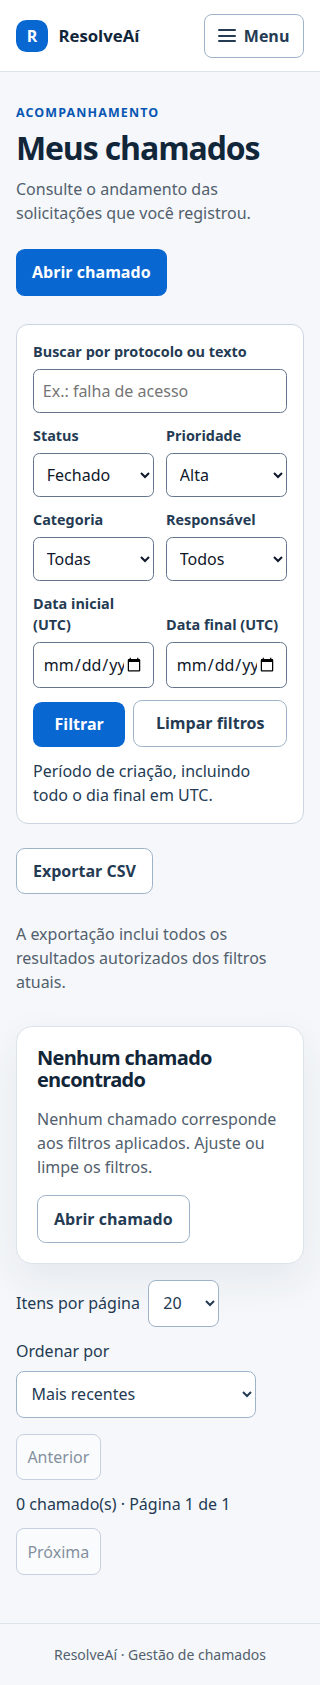 R ResolveAí Menu
ACOMPANHAMENTO
Meus chamados
Consulte o andamento das
solicitações que você registrou.
Abrir chamado
Buscar por protocolo ou texto
Ex.: falha de acesso
Status Prioridade
Fechado Alta
Categoria Responsável
Todas Todos
Data inicial
(UTC) Data final (UTC)
mm/dd/yy mm/dd/yy
Filtrar Limpar filtros
Período de criação, incluindo
todo o dia final em UTC.
Exportar CSV
A exportação inclui todos os
resultados autorizados dos filtros
atuais.
Nenhum chamado
encontrado
Nenhum chamado corresponde
aos filtros aplicados. Ajuste ou
limpe os filtros.
Abrir chamado
Itens por página 20
Ordenar por
Mais recentes
Anterior
0 chamado(s) · Página 1 de 1
Próxima
ResolveAí · Gestão de chamados